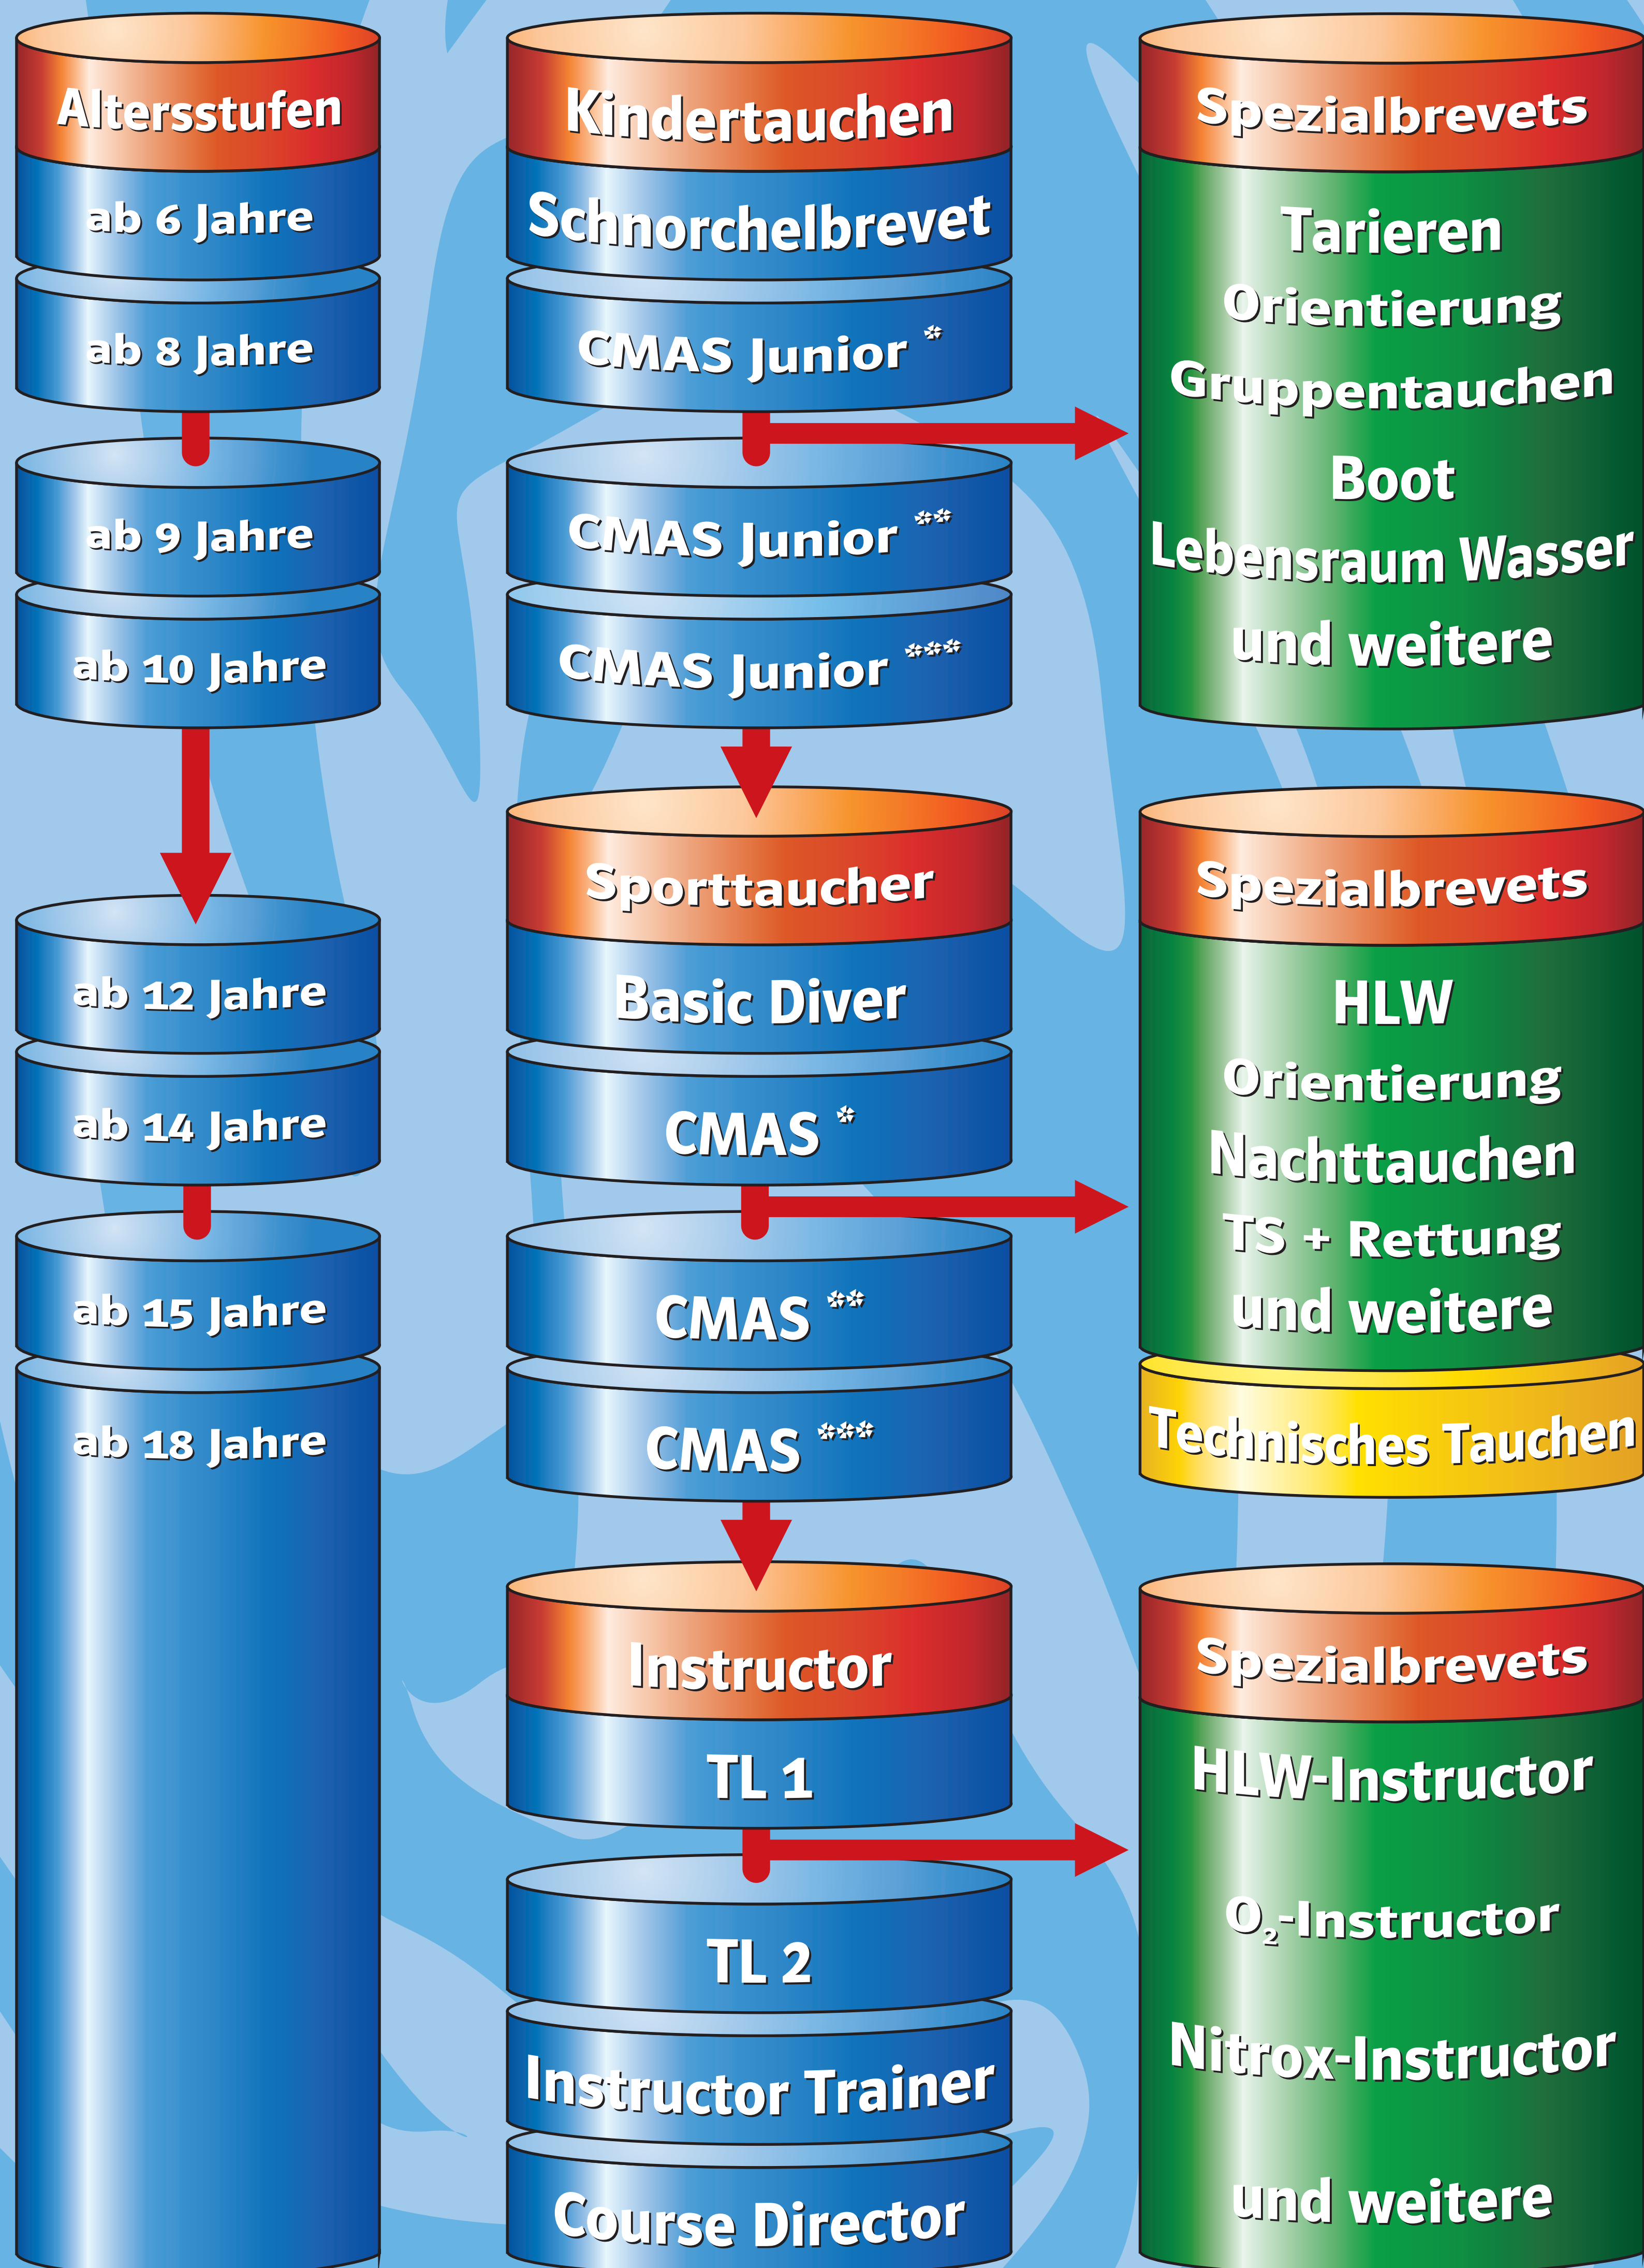 Altersstufen
ab 6 Jahre
ab 8 Jahre
ab 9 Jahre
ab 10 Jahre
ab 12 Jahre
ab 14 Jahre
ab 15 Jahre
ab 18 Jahre
Kindertauchen
Schnorchelbrevet
CMAS Junior *
CMAS Junior **
CMAS Junior ***
Sporttaucher
Basic Diver
CMAS *
CMAS **
CMAS ***
Instructor
TL 1
TL 2
Instructor Trainer
Course Director
Spezialbrevets
Tarieren
Orientierung
Gruppentauchen
Boot
Lebensraum Wasser
und weitere
Spezialbrevets
HLW
Orientierung
Nachttauchen
TS + Rettung
und weitere
Technisches Tauchen
Spezialbrevets
HLW-Instructor
O₂-Instructor
Nitrox-Instructor
und weitere